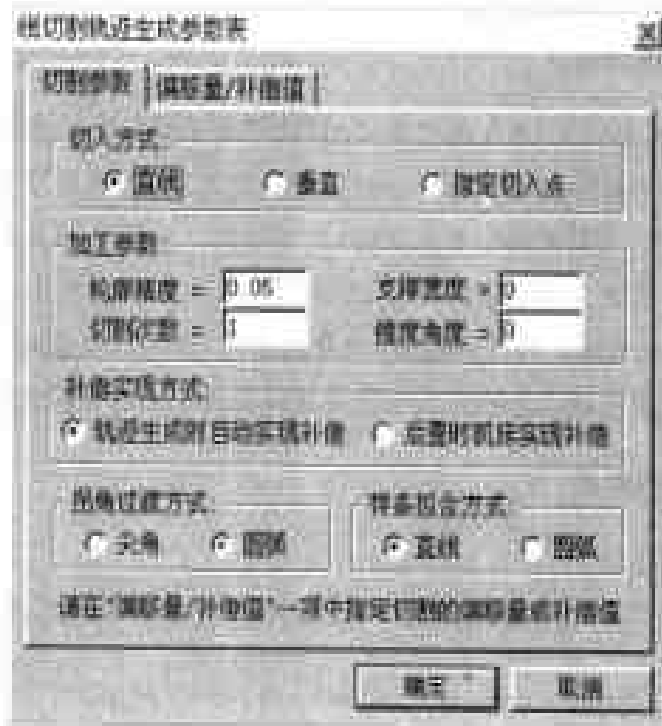 线切割轨迹生成参数表
切割参数 偏移量/补偿值
切入方式:
直线 垂直 指定切入点
加工参数
轮廓精度 = 0.05 支撑宽度 = 0
切割次数 = 1 锥度角度 = 0
补偿实现方式:
轨迹生成时自动实现补偿 后置时机床实现补偿
拐角过渡方式: 样条拟合方式:
尖角 圆弧 直线 圆弧
请在"偏移量/补偿值"一项中指定切割的偏移量或补偿值
确定 取消